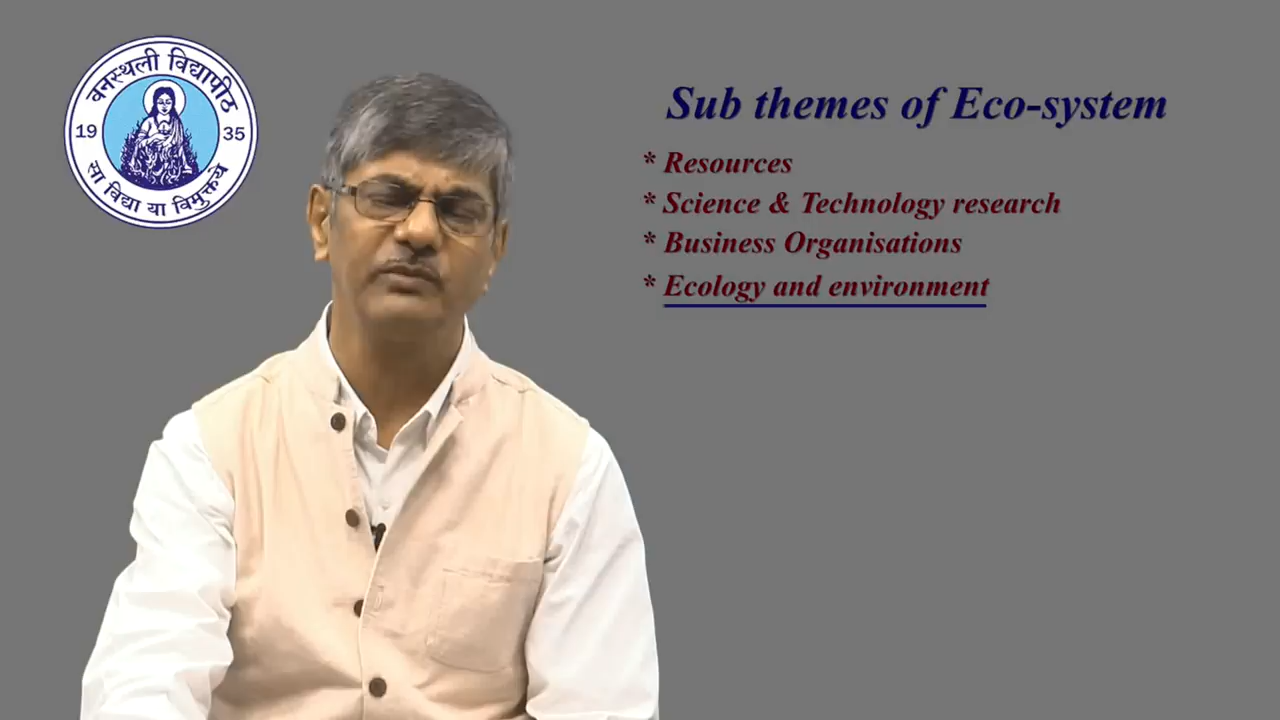 वनस्थली विद्यापीठ
19 35
सा विद्या या विमुक्तये
Sub themes of Eco-system
* Resources
* Science & Technology research
* Business Organisations
* Ecology and environment